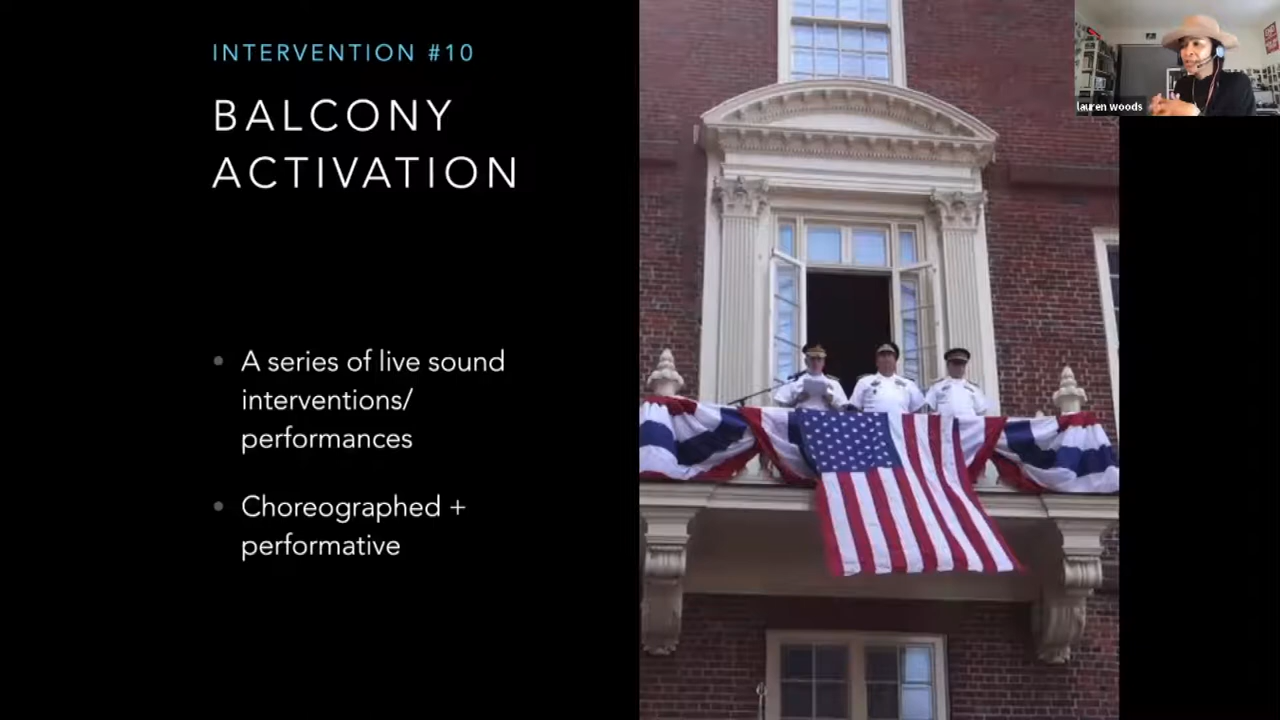 INTERVENTION #10
BALCONY
ACTIVATION
• A series of live sound
interventions/
performances
• Choreographed +
performative
lauren woods